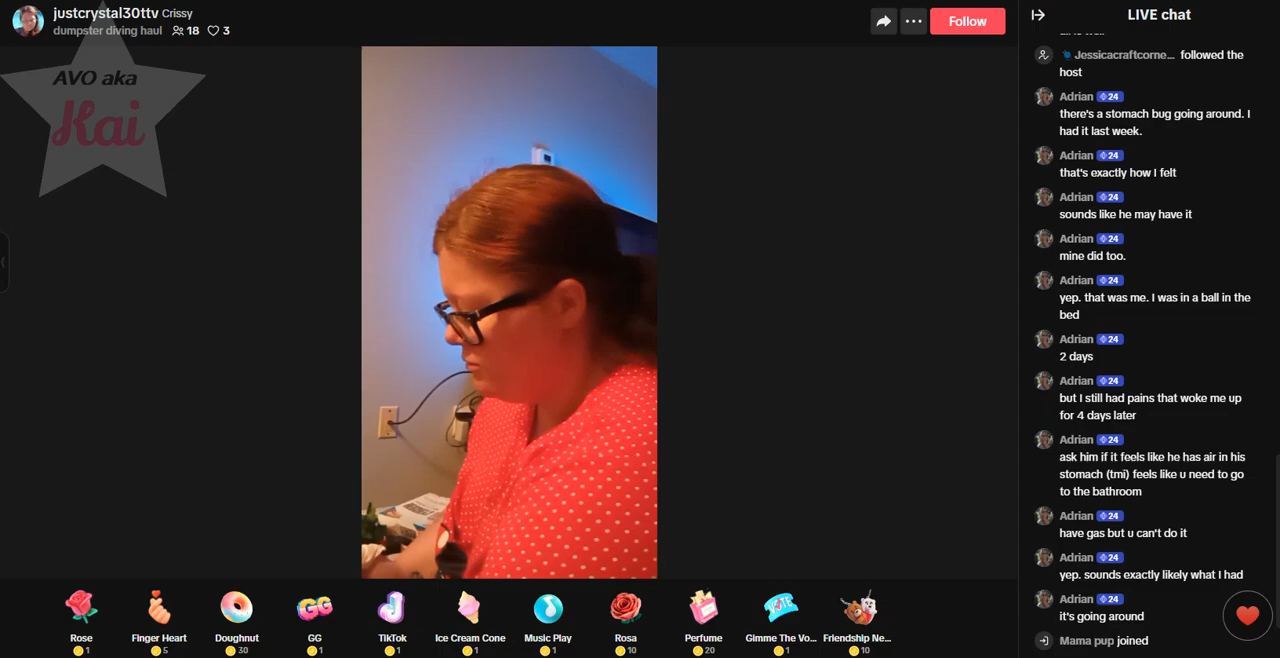 justcrystal30ttv Crissy
dumpster diving haul 18 3
Follow
LIVE chat
AVO aka
Kai
Jessicacraftcorne... followed the
host
Adrian 24
there's a stomach bug going around. I
had it last week.
Adrian 24
that's exactly how I felt
Adrian 24
sounds like he may have it
Adrian 24
mine did too.
Adrian 24
yep. that was me. I was in a ball in the
bed
Adrian 24
2 days
Adrian 24
but I still had pains that woke me up
for 4 days later
Adrian 24
ask him if it feels like he has air in his
stomach (tmi) feels like u need to go
to the bathroom
Adrian 24
have gas but u can't do it
Adrian 24
yep. sounds exactly likely what I had
Adrian 24
it's going around
Mama pup joined
GG
VOTE
Rose Finger Heart Doughnut GG TikTok Ice Cream Cone Music Play Rosa Perfume GImme The Vo... Friendship Ne...
1 5 30 1 1 1 1 10 20 1 10